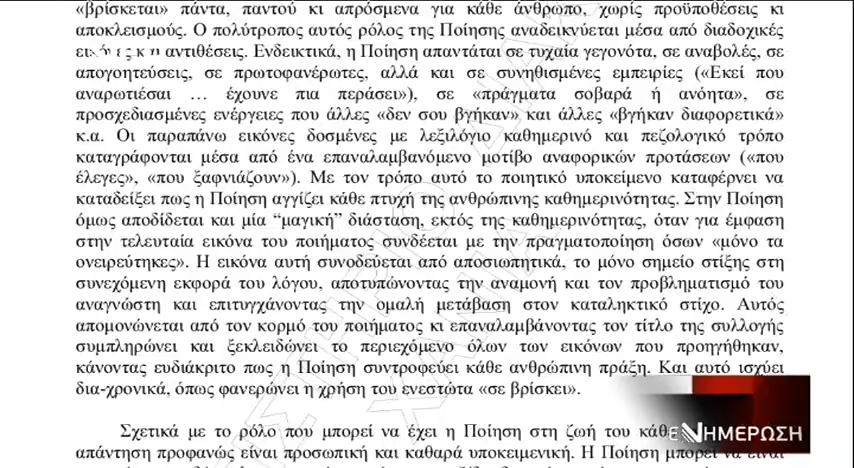 «βρίσκεται» πάντα, παντού κι απρόσμενα για κάθε άνθρωπο, χωρίς προϋποθέσεις κι
αποκλεισμούς. Ο πολύτροπος αυτός ρόλος της Ποίησης αναδεικνύεται μέσα από διαδοχικές
εικόνες και αντιθέσεις. Ενδεικτικά, η Ποίηση απαντάται σε τυχαία γεγονότα, σε αναβολές, σε
απογοητεύσεις, σε πρωτοφανέρωτες, αλλά και σε συνηθισμένες εμπειρίες («Εκεί που
αναρωτιέσαι … έχουνε πια περάσει»), σε «πράγματα σοβαρά ή ανόητα», σε
προσχεδιασμένες ενέργειες που άλλες «δεν σου βγήκαν» και άλλες «βγήκαν διαφορετικά»
κ.α. Οι παραπάνω εικόνες δοσμένες με λεξιλόγιο καθημερινό και πεζολογικό τρόπο
καταγράφονται μέσα από ένα επαναλαμβανόμενο μοτίβο αναφορικών προτάσεων («που
έλεγες», «που ξαφνιάζουν»). Με τον τρόπο αυτό το ποιητικό υποκείμενο καταφέρνει να
καταδείξει πως η Ποίηση αγγίζει κάθε πτυχή της ανθρώπινης καθημερινότητας. Στην Ποίηση
όμως αποδίδεται και μία “μαγική” διάσταση, εκτός της καθημερινότητας, όταν για έμφαση
στην τελευταία εικόνα του ποιήματος συνδέεται με την πραγματοποίηση όσων «μόνο τα
ονειρεύτηκες». Η εικόνα αυτή συνοδεύεται από αποσιωπητικά, το μόνο σημείο στίξης στη
συνεχόμενη εκφορά του λόγου, αποτυπώνοντας την αναμονή και τον προβληματισμό του
αναγνώστη και επιτυγχάνοντας την ομαλή μετάβαση στον καταληκτικό στίχο. Αυτός
απομονώνεται από τον κορμό του ποιήματος κι επαναλαμβάνοντας τον τίτλο της συλλογής
συμπληρώνει και ξεκλειδώνει το περιεχόμενο όλων των εικόνων που προηγήθηκαν,
κάνοντας ευδιάκριτο πως η Ποίηση συντροφεύει κάθε ανθρώπινη πράξη. Και αυτό ισχύει
δια-χρονικά, όπως φανερώνει η χρήση του ενεστώτα «σε βρίσκει».
Σχετικά με το ρόλο που μπορεί να έχει η Ποίηση στη ζωή του
απάντηση προφανώς είναι προσωπική και καθαρά υποκειμενική. Η Ποίηση μπορεί να είναι
ΕΝΗΜΕΡΩΣΗ
ΧΑΝΙΑ